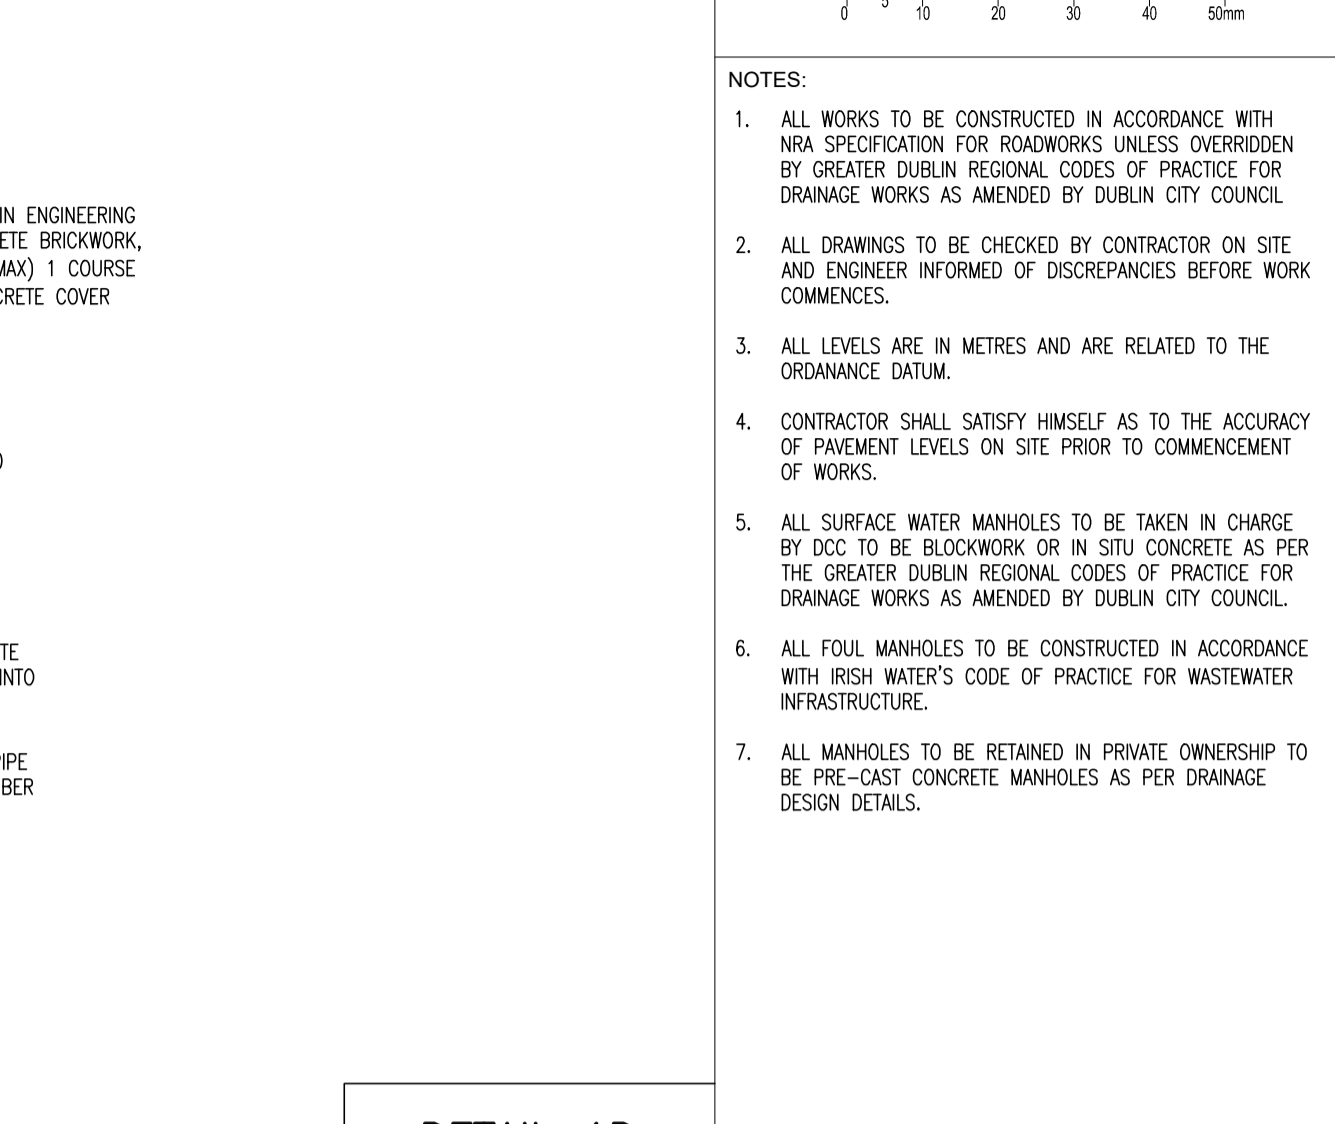 0 5 10 20 30 40 50mm
NOTES:
1. ALL WORKS TO BE CONSTRUCTED IN ACCORDANCE WITH
NRA SPECIFICATION FOR ROADWORKS UNLESS OVERRIDDEN
BY GREATER DUBLIN REGIONAL CODES OF PRACTICE FOR
DRAINAGE WORKS AS AMENDED BY DUBLIN CITY COUNCIL
2. ALL DRAWINGS TO BE CHECKED BY CONTRACTOR ON SITE
AND ENGINEER INFORMED OF DISCREPANCIES BEFORE WORK
COMMENCES.
3. ALL LEVELS ARE IN METRES AND ARE RELATED TO THE
ORDANANCE DATUM.
4. CONTRACTOR SHALL SATISFY HIMSELF AS TO THE ACCURACY
OF PAVEMENT LEVELS ON SITE PRIOR TO COMMENCEMENT
OF WORKS.
5. ALL SURFACE WATER MANHOLES TO BE TAKEN IN CHARGE
BY DCC TO BE BLOCKWORK OR IN SITU CONCRETE AS PER
THE GREATER DUBLIN REGIONAL CODES OF PRACTICE FOR
DRAINAGE WORKS AS AMENDED BY DUBLIN CITY COUNCIL.
6. ALL FOUL MANHOLES TO BE CONSTRUCTED IN ACCORDANCE
WITH IRISH WATER'S CODE OF PRACTICE FOR WASTEWATER
INFRASTRUCTURE.
7. ALL MANHOLES TO BE RETAINED IN PRIVATE OWNERSHIP TO
BE PRE-CAST CONCRETE MANHOLES AS PER DRAINAGE
DESIGN DETAILS.
IN ENGINEERING
ETE BRICKWORK,
MAX) 1 COURSE
CRETE COVER
)
TE
INTO
PIPE
BER